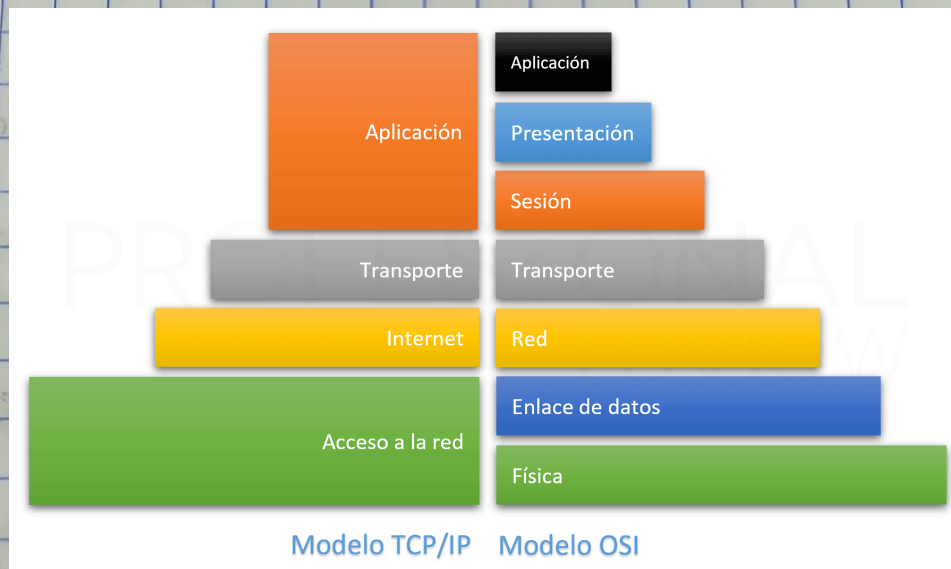 Aplicación
Presentación
Sesión
Transporte
Red
Enlace de datos
Física
Aplicación
Transporte
Internet
Acceso a la red
Modelo TCP/IP Modelo OSI
PROFESSIONAL